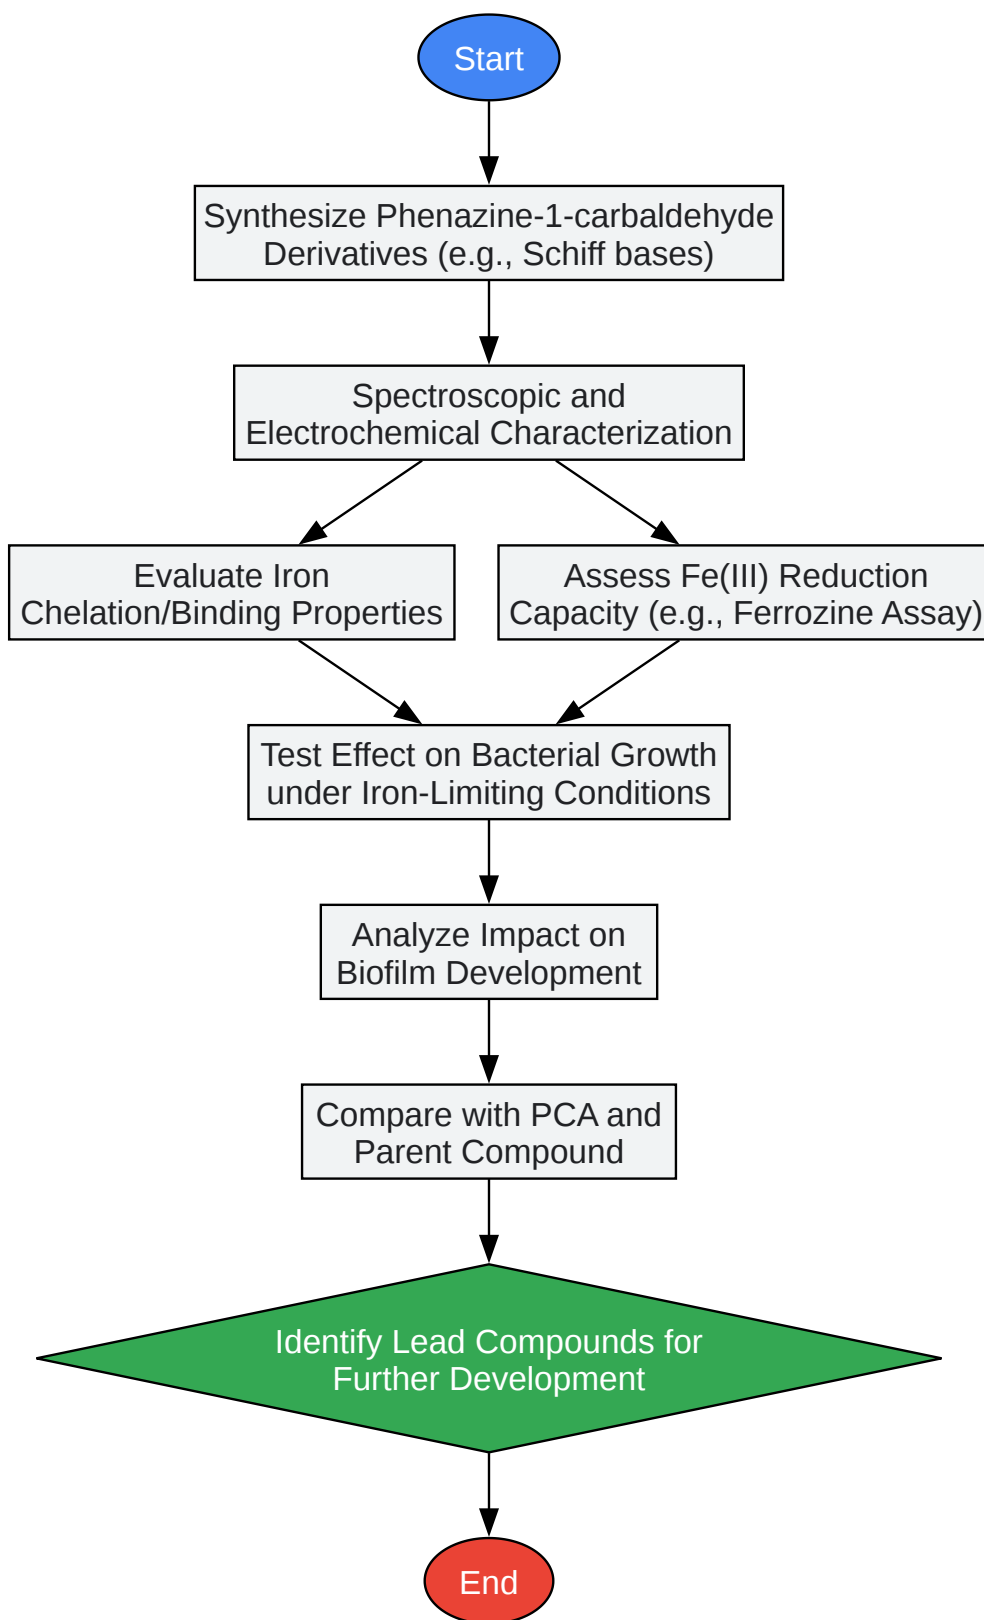 Start
Synthesize Phenazine-1-carbaldehyde
Derivatives (e.g., Schiff bases)
Spectroscopic and
Electrochemical Characterization
Evaluate Iron
Chelation/Binding Properties
Assess Fe(III) Reduction
Capacity (e.g., Ferrozine Assay)
Test Effect on Bacterial Growth
under Iron-Limiting Conditions
Analyze Impact on
Biofilm Development
Compare with PCA and
Parent Compound
Identify Lead Compounds for
Further Development
End